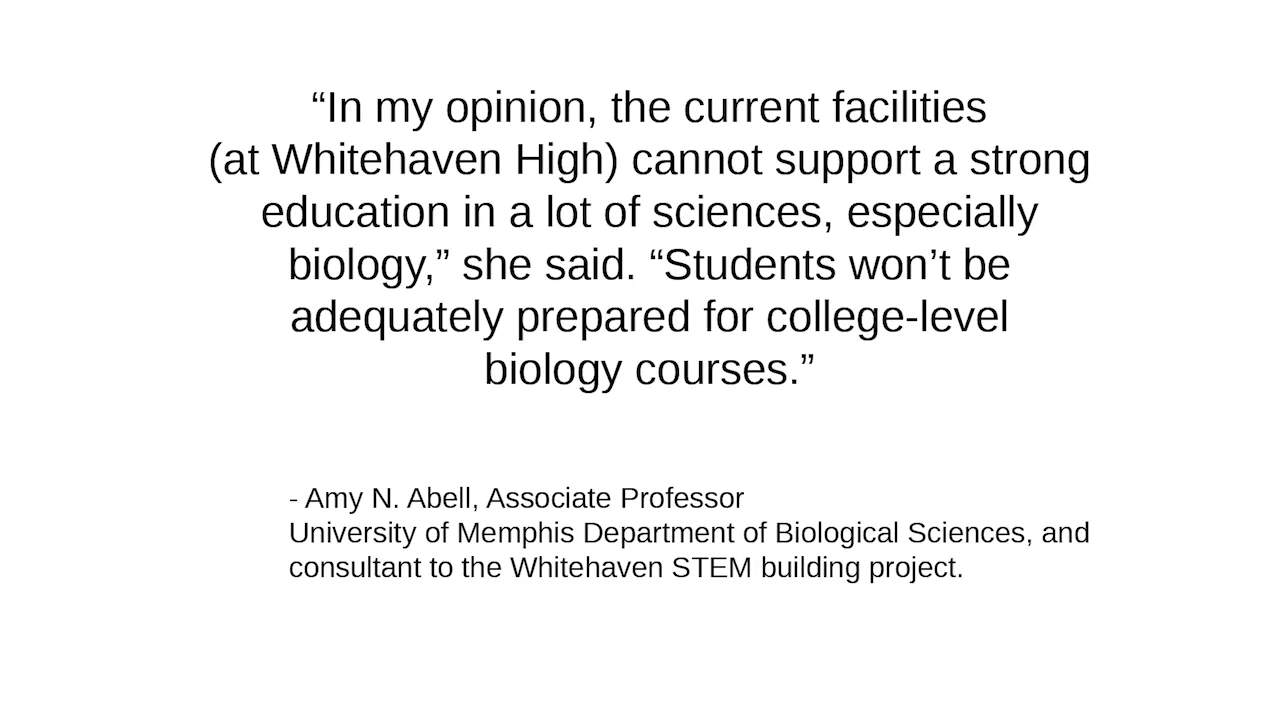 “In my opinion, the current facilities
(at Whitehaven High) cannot support a strong
education in a lot of sciences, especially
biology,” she said. “Students won’t be
adequately prepared for college-level
biology courses.”
- Amy N. Abell, Associate Professor
University of Memphis Department of Biological Sciences, and
consultant to the Whitehaven STEM building project.